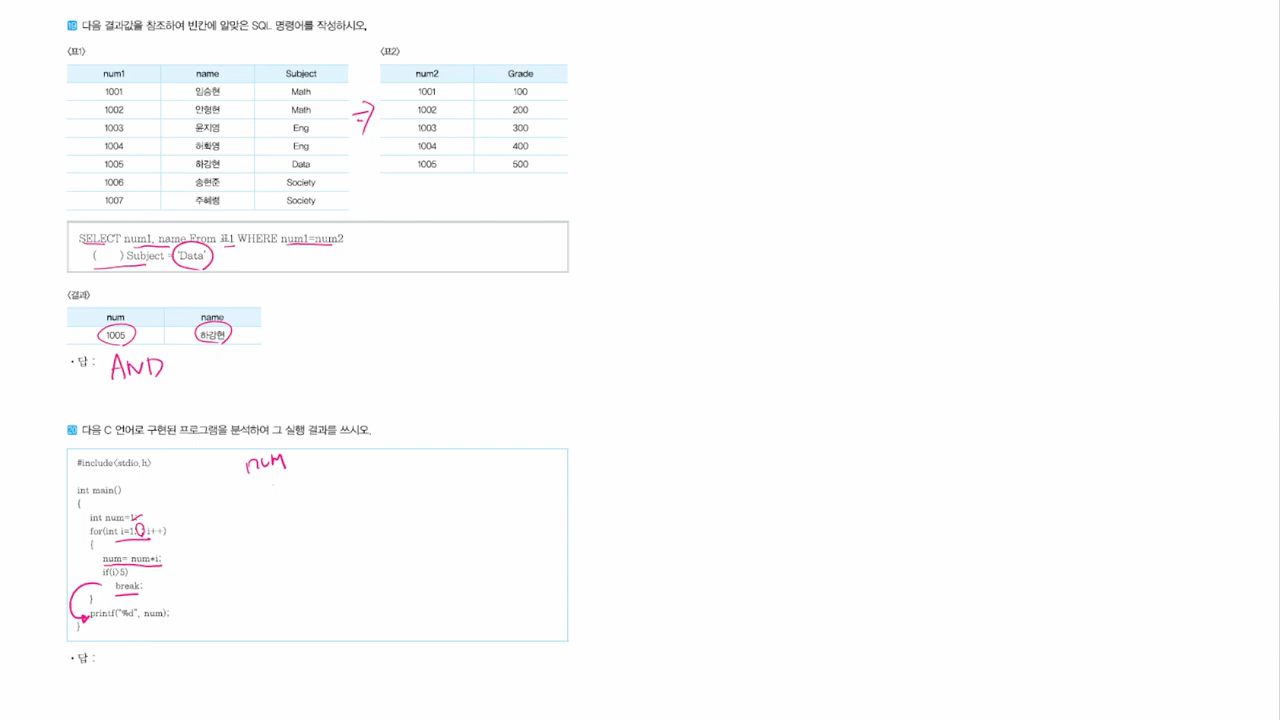 19 다음 결과값을 참조하여 빈칸에 알맞은 SQL 명령어를 작성하시오.
〈표1〉
num1 name Subject
1001 임승현 Math
1002 안형현 Math
1003 윤지영 Eng
1004 허확영 Eng
1005 하강현 Data
1006 송현준 Society
1007 주혜령 Society
〈표2〉
num2 Grade
1001 100
1002 200
1003 300
1004 400
1005 500
SELECT num1, name From 표1 WHERE num1=num2
( ) Subject = 'Data'
〈결과〉
num name
1005 하강현
• 답 : AND
20 다음 C 언어로 구현된 프로그램을 분석하여 그 실행 결과를 쓰시오.
#include<stdio.h>
num
int main()
{
int num=1;
for(int i=1; ; i++)
{
num= num*i;
if(i>5)
break;
}
printf("%d", num);
}
• 답 :